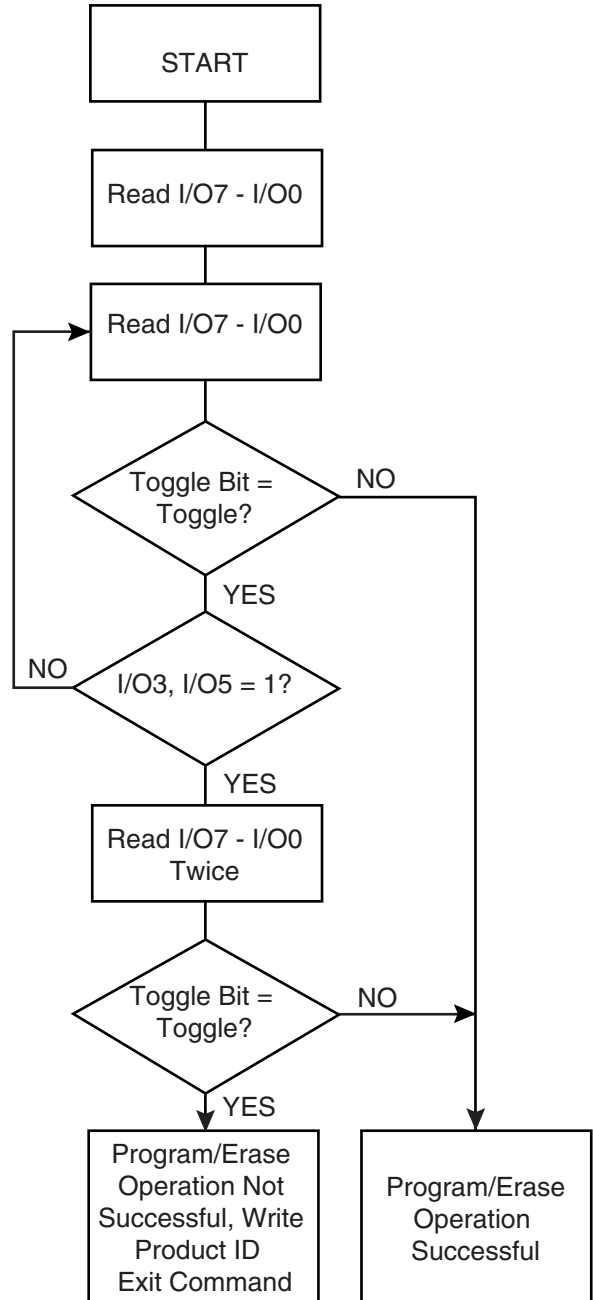 START
Read I/O7 - I/O0
Read I/O7 - I/O0
Toggle Bit =
Toggle?
NO
YES
I/O3, I/O5 = 1?
NO
YES
Read I/O7 - I/O0
Twice
Toggle Bit =
Toggle?
NO
YES
Program/Erase
Operation Not
Successful, Write
Product ID
Exit Command
Program/Erase
Operation
Successful